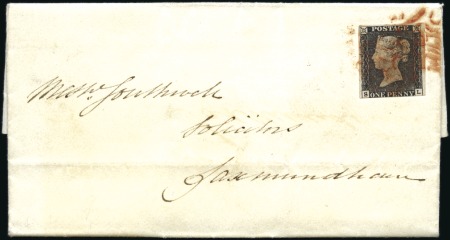 POSTAGE
ONE PENNY
Messrs. Southwell
Solicitors
Saxmundham